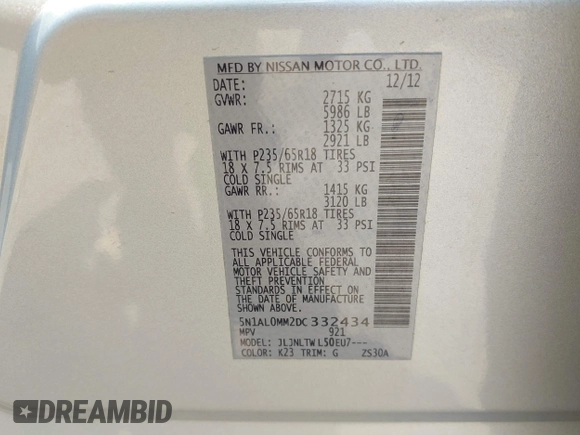 MFD BY NISSAN MOTOR CO., LTD.
DATE: 12/12
GVWR: 2715 KG
5986 LB
GAWR FR.: 1325 KG
2921 LB
WITH P235/65R18 TIRES
18 X 7.5 RIMS AT 33 PSI
COLD SINGLE
GAWR RR.: 1415 KG
3120 LB
WITH P235/65R18 TIRES
18 X 7.5 RIMS AT 33 PSI
COLD SINGLE
THIS VEHICLE CONFORMS TO
ALL APPLICABLE FEDERAL
MOTOR VEHICLE SAFETY AND
THEFT PREVENTION
STANDARDS IN EFFECT ON
THE DATE OF MANUFACTURE
SHOWN ABOVE.
5N1AL0MM2DC332434
MPV 921
MODEL: JLJNLTWL50EU7---
COLOR: K23 TRIM: G ZS30A
DREAMBID